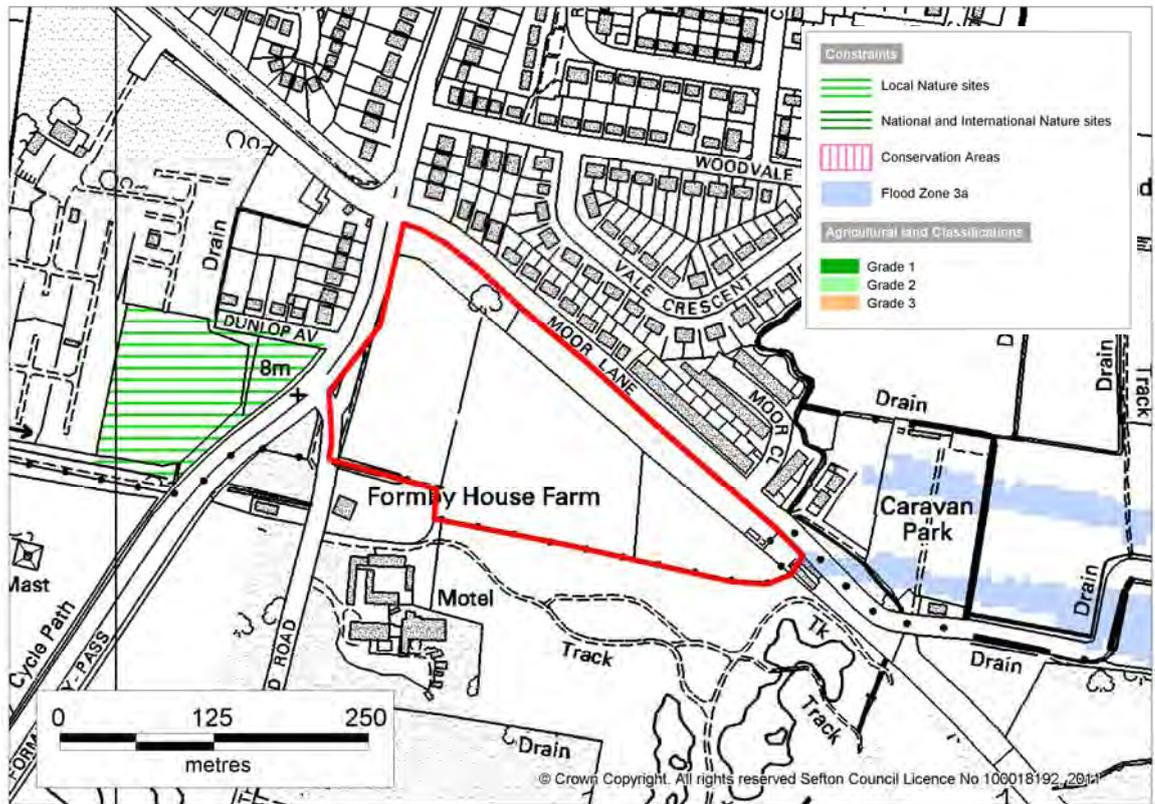 Constraints
Local Nature sites
National and International Nature sites
Conservation Areas
Flood Zone 3a
Agricultural land Classifications
Grade 1
Grade 2
Grade 3
WOODVALE
VALE CRESCENT
MOOR LANE
MOOR CL
Drain
DUNLOP AV
8m
Drain
Drain
Track
Caravan
Park
Formby House Farm
Drain
Mast
Motel
Cycle Path
Y-PASS
FORM
D ROAD
Track
Tk
Track
Drain
Drain
0 125 250
metres
© Crown Copyright. All rights reserved Sefton Council Licence No 100018192, 2011